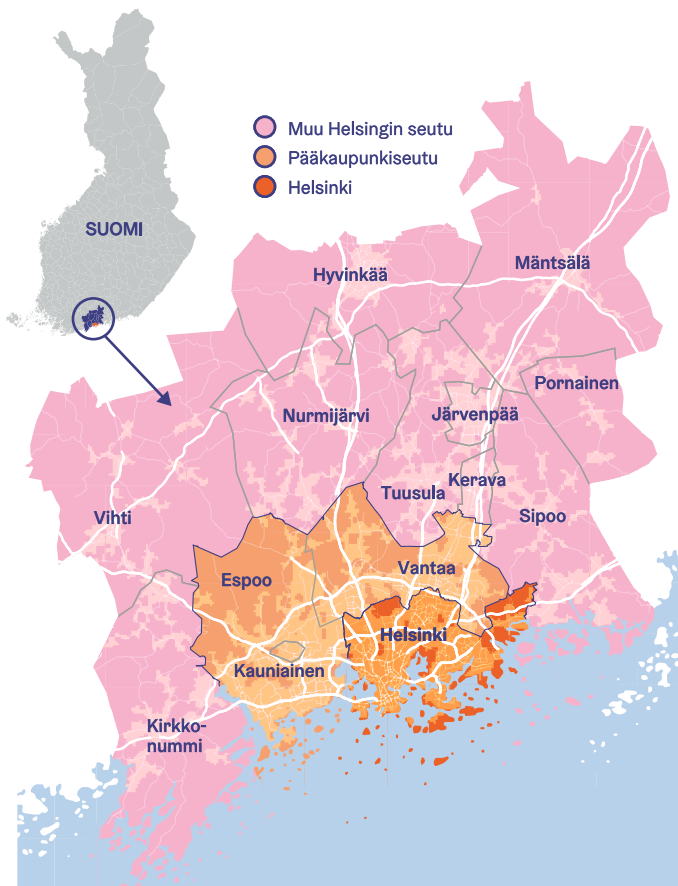 Muu Helsingin seutu
Pääkaupunkiseutu
Helsinki
SUOMI
Hyvinkää
Mäntsälä
Pornainen
Nurmijärvi
Järvenpää
Kerava
Tuusula
Vihti
Sipoo
Vantaa
Espoo
Helsinki
Kauniainen
Kirkko-
nummi